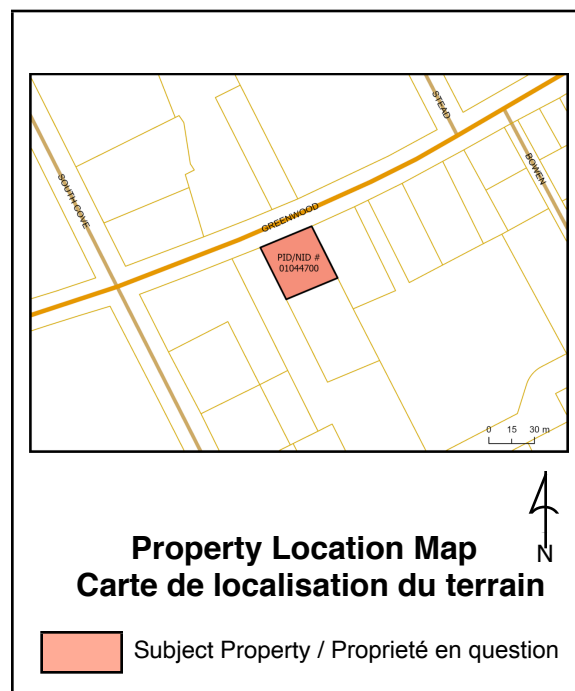 STEAD
BOWEN
SOUTH COVE
GREENWOOD
PID/NID #
01044700
0 15 30 m
N
Property Location Map
Carte de localisation du terrain
Subject Property / Proprieté en question